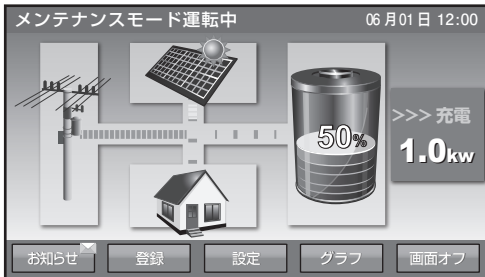 メンテナンスモード運転中
06月01日 12:00
50%
>>> 充電
1.0kw
お知らせ
登録
設定
グラフ
画面オフ